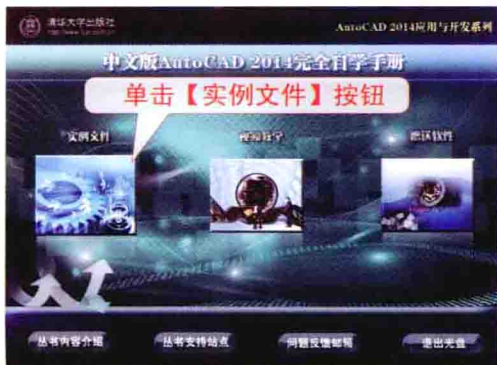 清华大学出版社
AutoCAD 2014应用与开发系列
中文版AutoCAD 2014完全自学手册
单击【实例文件】按钮
实例文件
视频教学
赠送软件
丛书内容介绍
丛书支持站点
问题反馈邮箱
退出光盘